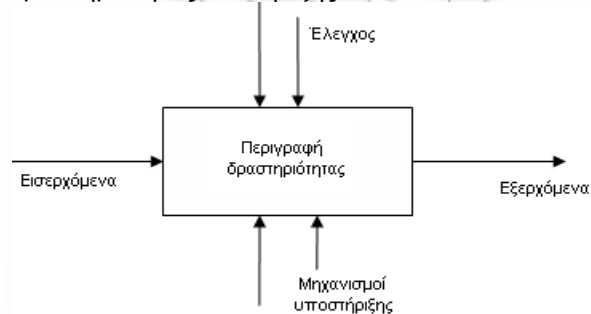 Έλεγχος
Περιγραφή
δραστηριότητας
Εισερχόμενα
Εξερχόμενα
Μηχανισμοί
υποστήριξης